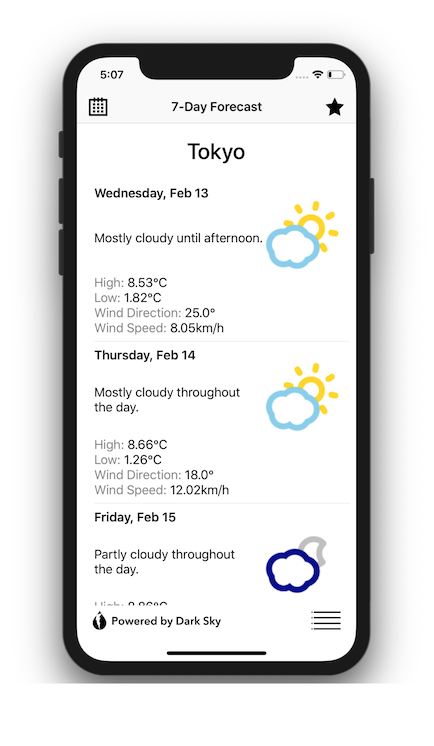 5:07
7-Day Forecast
Tokyo
Wednesday, Feb 13
Mostly cloudy until afternoon.
High: 8.53°C
Low: 1.82°C
Wind Direction: 25.0°
Wind Speed: 8.05km/h
Thursday, Feb 14
Mostly cloudy throughout
the day.
High: 8.66°C
Low: 1.26°C
Wind Direction: 18.0°
Wind Speed: 12.02km/h
Friday, Feb 15
Partly cloudy throughout
the day.
Powered by Dark Sky